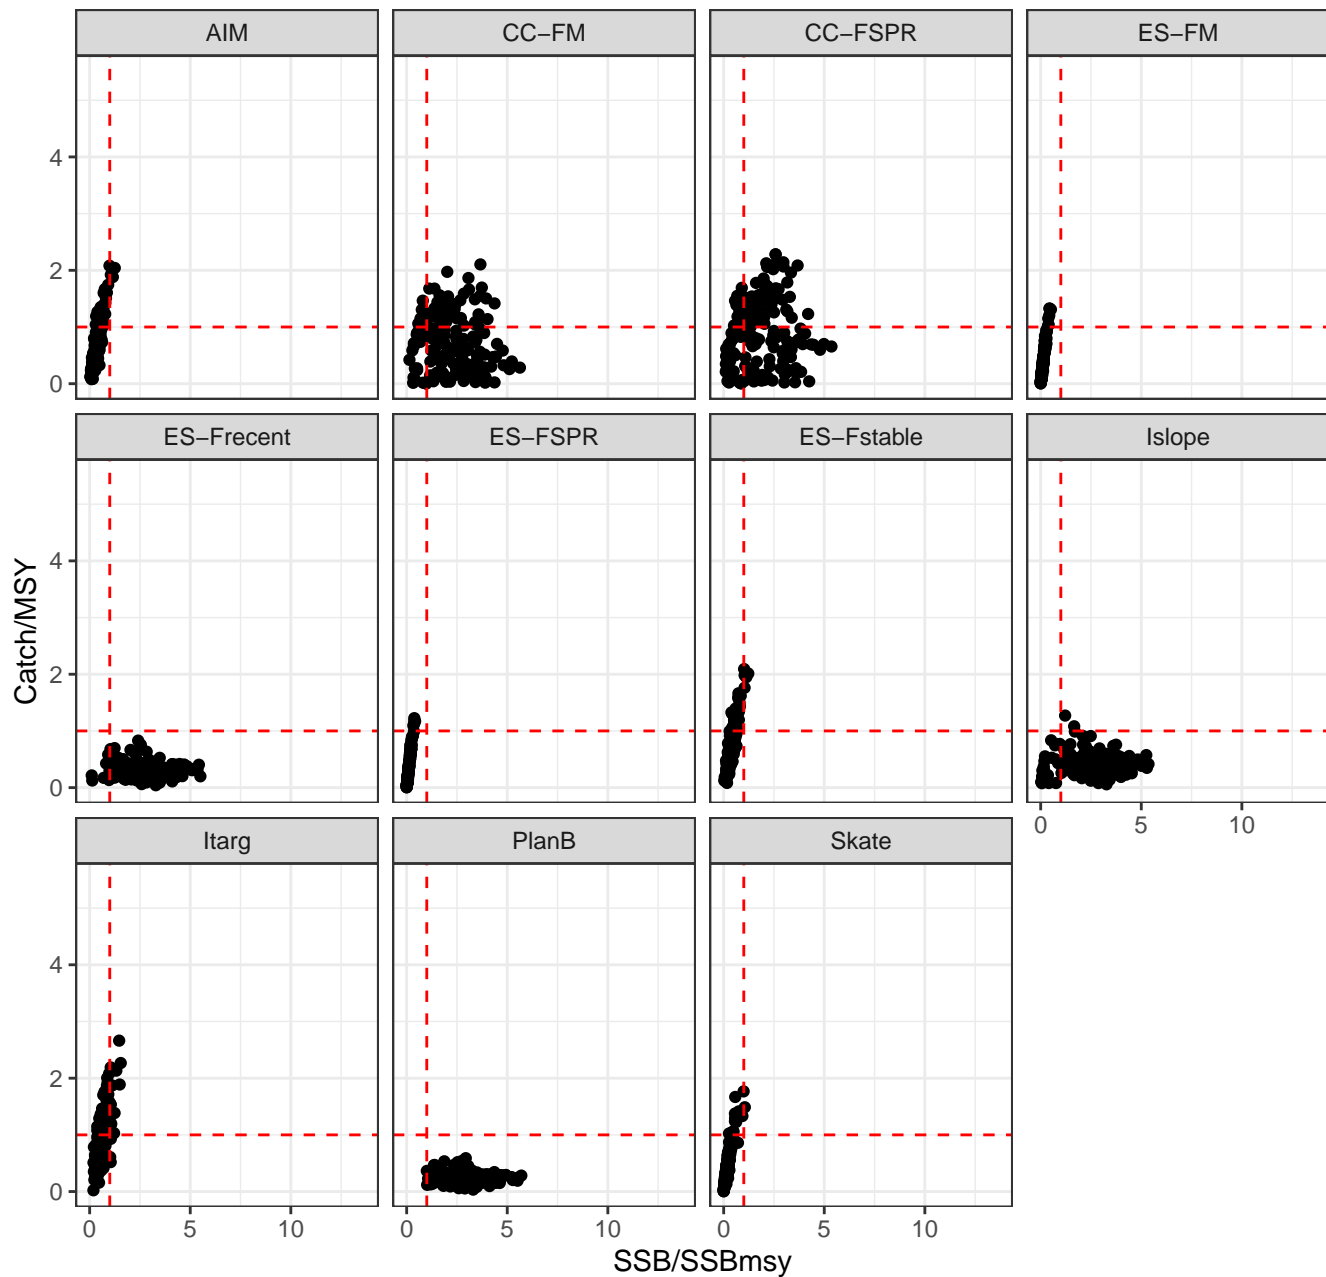 AIM
CC−FM
CC−FSPR
ES−FM
4
2
0
ES−Frecent
ES−FSPR
ES−Fstable
Islope
4
2
0
0 5 10
Itarg
PlanB
Skate
4
2
0
0 5 10
0 5 10
0 5 10
Catch/MSY
SSB/SSBmsy